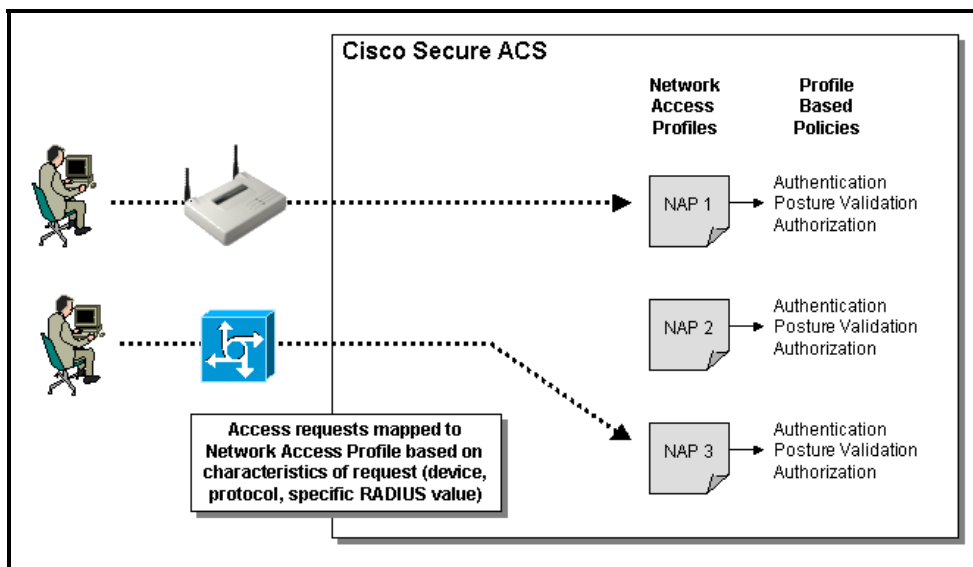 Cisco Secure ACS
Network
Access
Profiles
Profile
Based
Policies
NAP 1
Authentication
Posture Validation
Authorization
NAP 2
Authentication
Posture Validation
Authorization
Access requests mapped to
Network Access Profile based on
characteristics of request (device,
protocol, specific RADIUS value)
NAP 3
Authentication
Posture Validation
Authorization